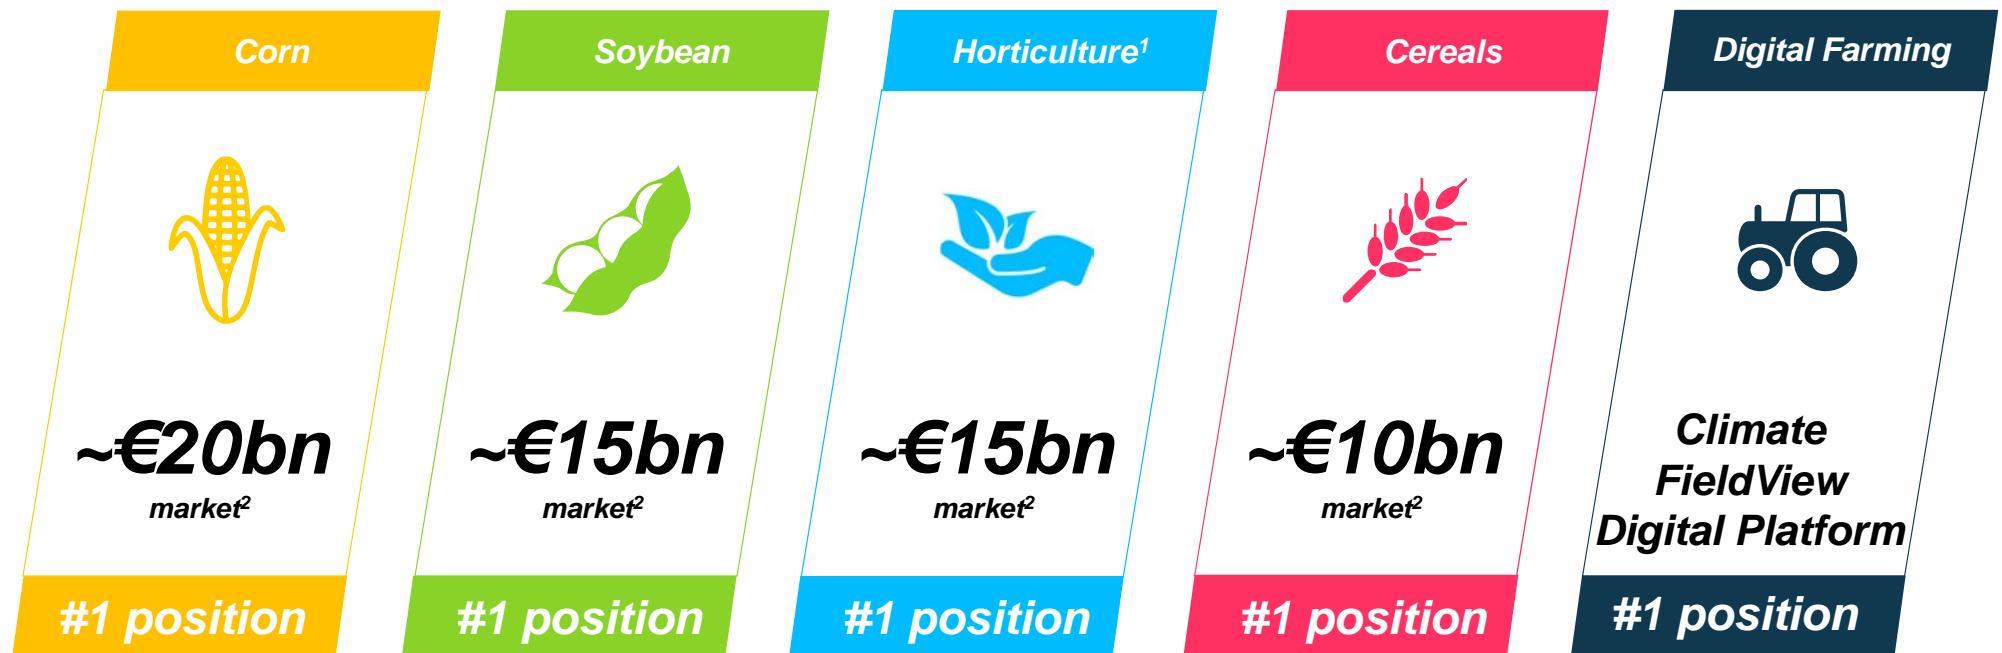 Corn
~€20bn
market²
#1 position
Soybean
~€15bn
market²
#1 position
Horticulture¹
~€15bn
market²
#1 position
Cereals
~€10bn
market²
#1 position
Digital Farming
Climate
FieldView
Digital Platform
#1 position